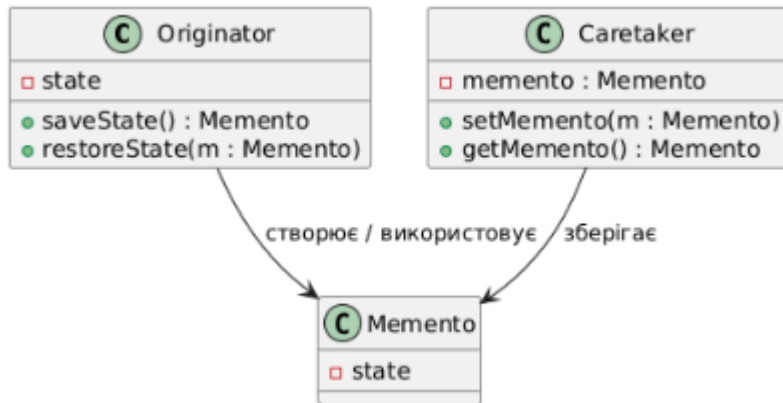 C Originator
state
saveState() : Memento
restoreState(m : Memento)
C Caretaker
memento : Memento
setMemento(m : Memento)
getMemento() : Memento
створює / використовує
зберігає
C Memento
state